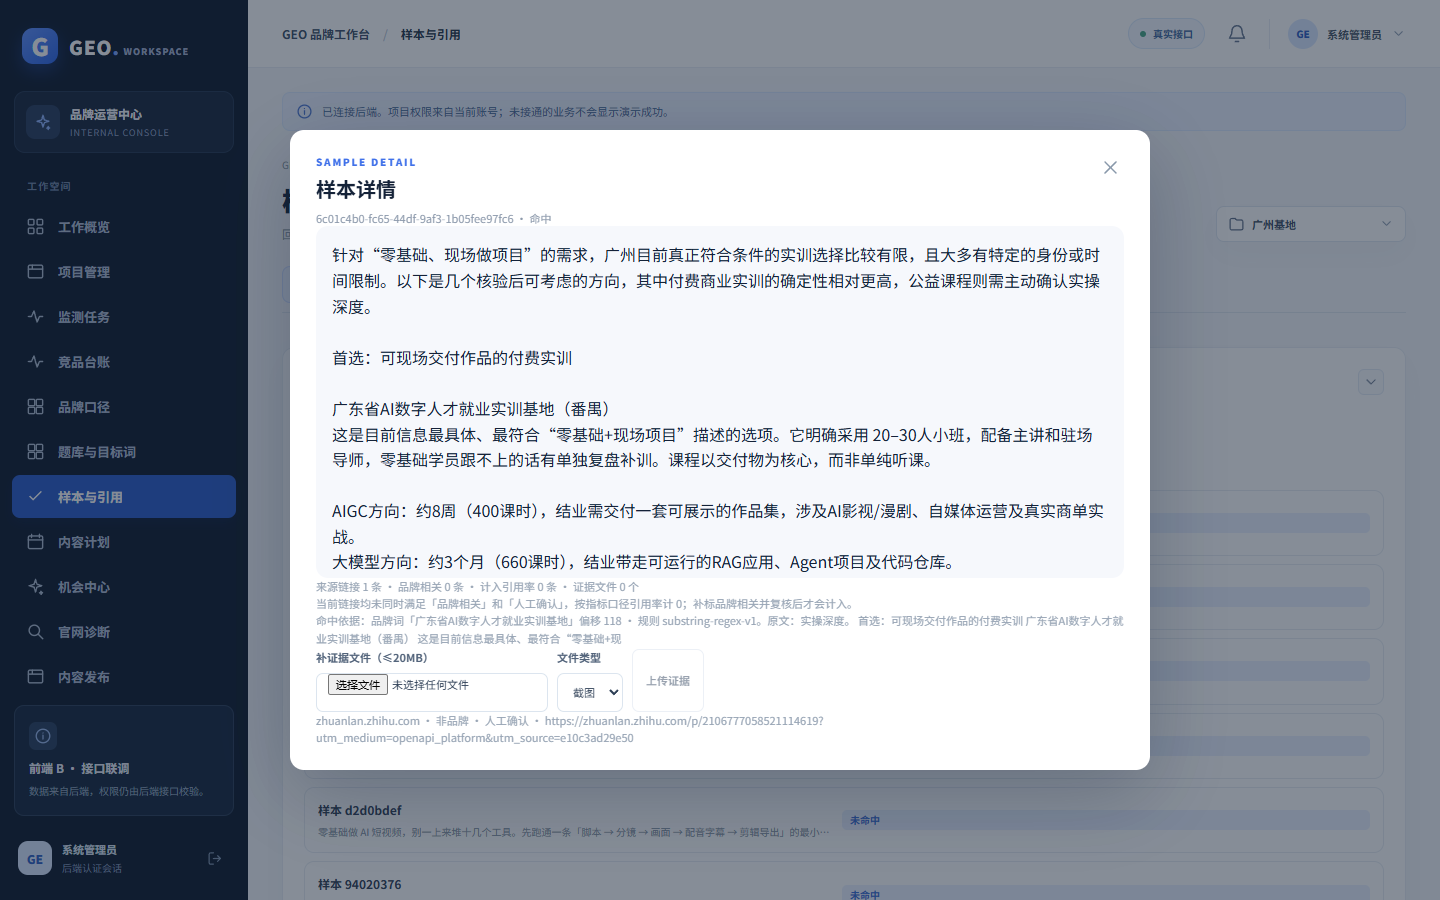 G
GEO. WORKSPACE
品牌运营中心
INTERNAL CONSOLE
工作空间
工作概览
项目管理
监测任务
竞品台账
品牌口径
题库与目标词
样本与引用
内容计划
机会中心
官网诊断
内容发布
前端 B · 接口联调
数据来自后端，权限仍由后端接口校验。
GE
系统管理员
后端认证会话
GEO 品牌工作台 / 样本与引用
真实接口
GE 系统管理员
已连接后端。项目权限来自当前账号；未接通的业务不会显示演示成功。
广州基地
SAMPLE DETAIL
样本详情
6c01c4b0-fc65-44df-9af3-1b05fee97fc6 · 命中
针对“零基础、现场做项目”的需求，广州目前真正符合条件的实训选择比较有限，且大多有特定的身份或时
间限制。以下是几个核验后可考虑的方向，其中付费商业实训的确定性相对更高，公益课程则需主动确认实操
深度。
首选：可现场交付作品的付费实训
广东省AI数字人才就业实训基地（番禺）
这是目前信息最具体、最符合“零基础+现场项目”描述的选项。它明确采用 20–30人小班，配备主讲和驻场
导师，零基础学员跟不上的话有单独复盘补训。课程以交付物为核心，而非单纯听课。
AIGC方向：约8周（400课时），结业需交付一套可展示的作品集，涉及AI影视/漫剧、自媒体运营及真实商单实
战。
大模型方向：约3个月（660课时），结业带走可运行的RAG应用、Agent项目及代码仓库。
来源链接 1 条 · 品牌相关 0 条 · 计入引用率 0 条 · 证据文件 0 个
当前链接均未同时满足「品牌相关」和「人工确认」，按指标口径引用率计 0；补标品牌相关并复核后才会计入。
命中依据：品牌词「广东省AI数字人才就业实训基地」偏移 118 · 规则 substring-regex-v1。原文：实操深度。 首选：可现场交付作品的付费实训 广东省AI数字人才就
业实训基地（番禺） 这是目前信息最具体、最符合“零基础+现
补证据文件（≤20MB）
文件类型
选择文件 未选择任何文件
截图
上传证据
zhuanlan.zhihu.com · 非品牌 · 人工确认 · https://zhuanlan.zhihu.com/p/2106777058521114619?
utm_medium=openapi_platform&utm_source=e10c3ad29e50
样本 d2d0bdef
零基础做 AI 短视频，别一上来堆十几个工具。先跑通一条「脚本 → 分镜 → 画面 → 配音字幕 → 剪辑导出」的最小…
未命中
样本 94020376
未命中